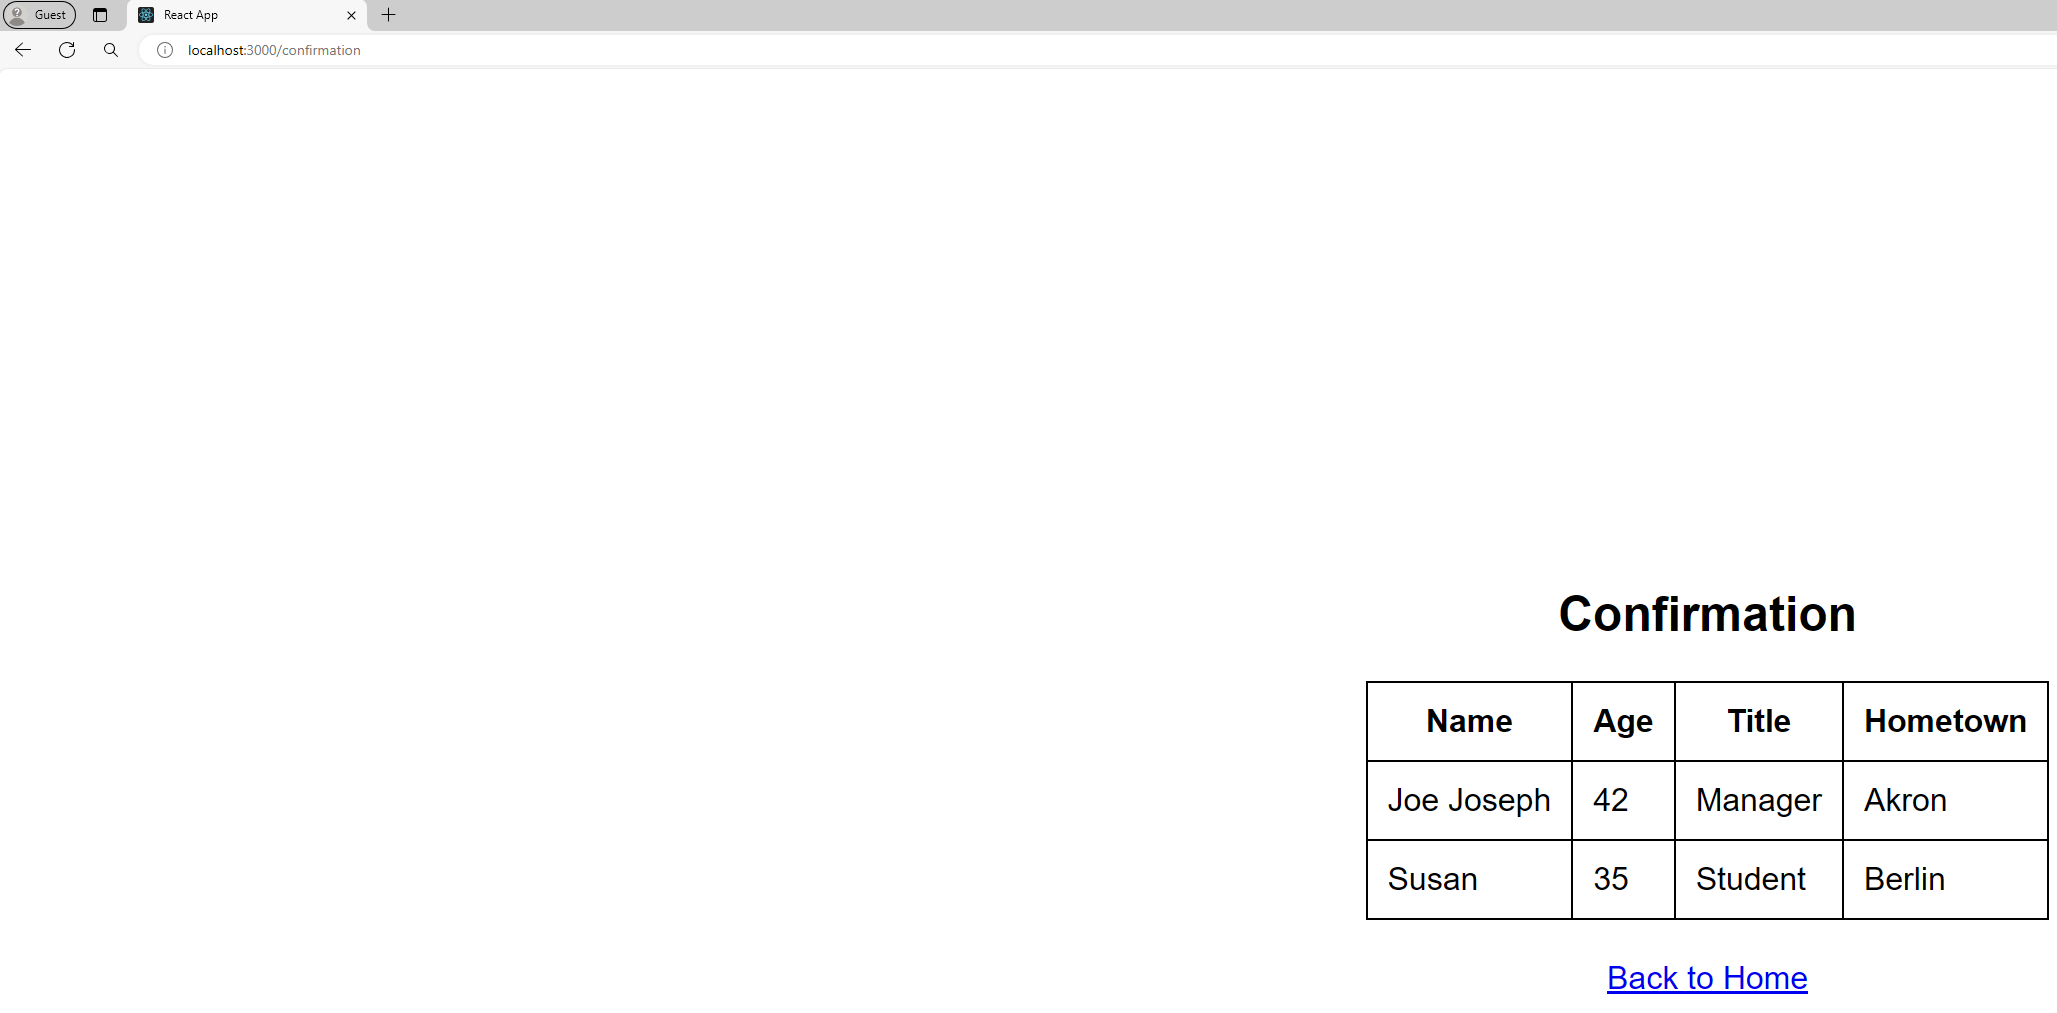 Guest
React App
localhost:3000/confirmation
Confirmation
Name Age Title Hometown
Joe Joseph 42 Manager Akron
Susan 35 Student Berlin
Back to Home